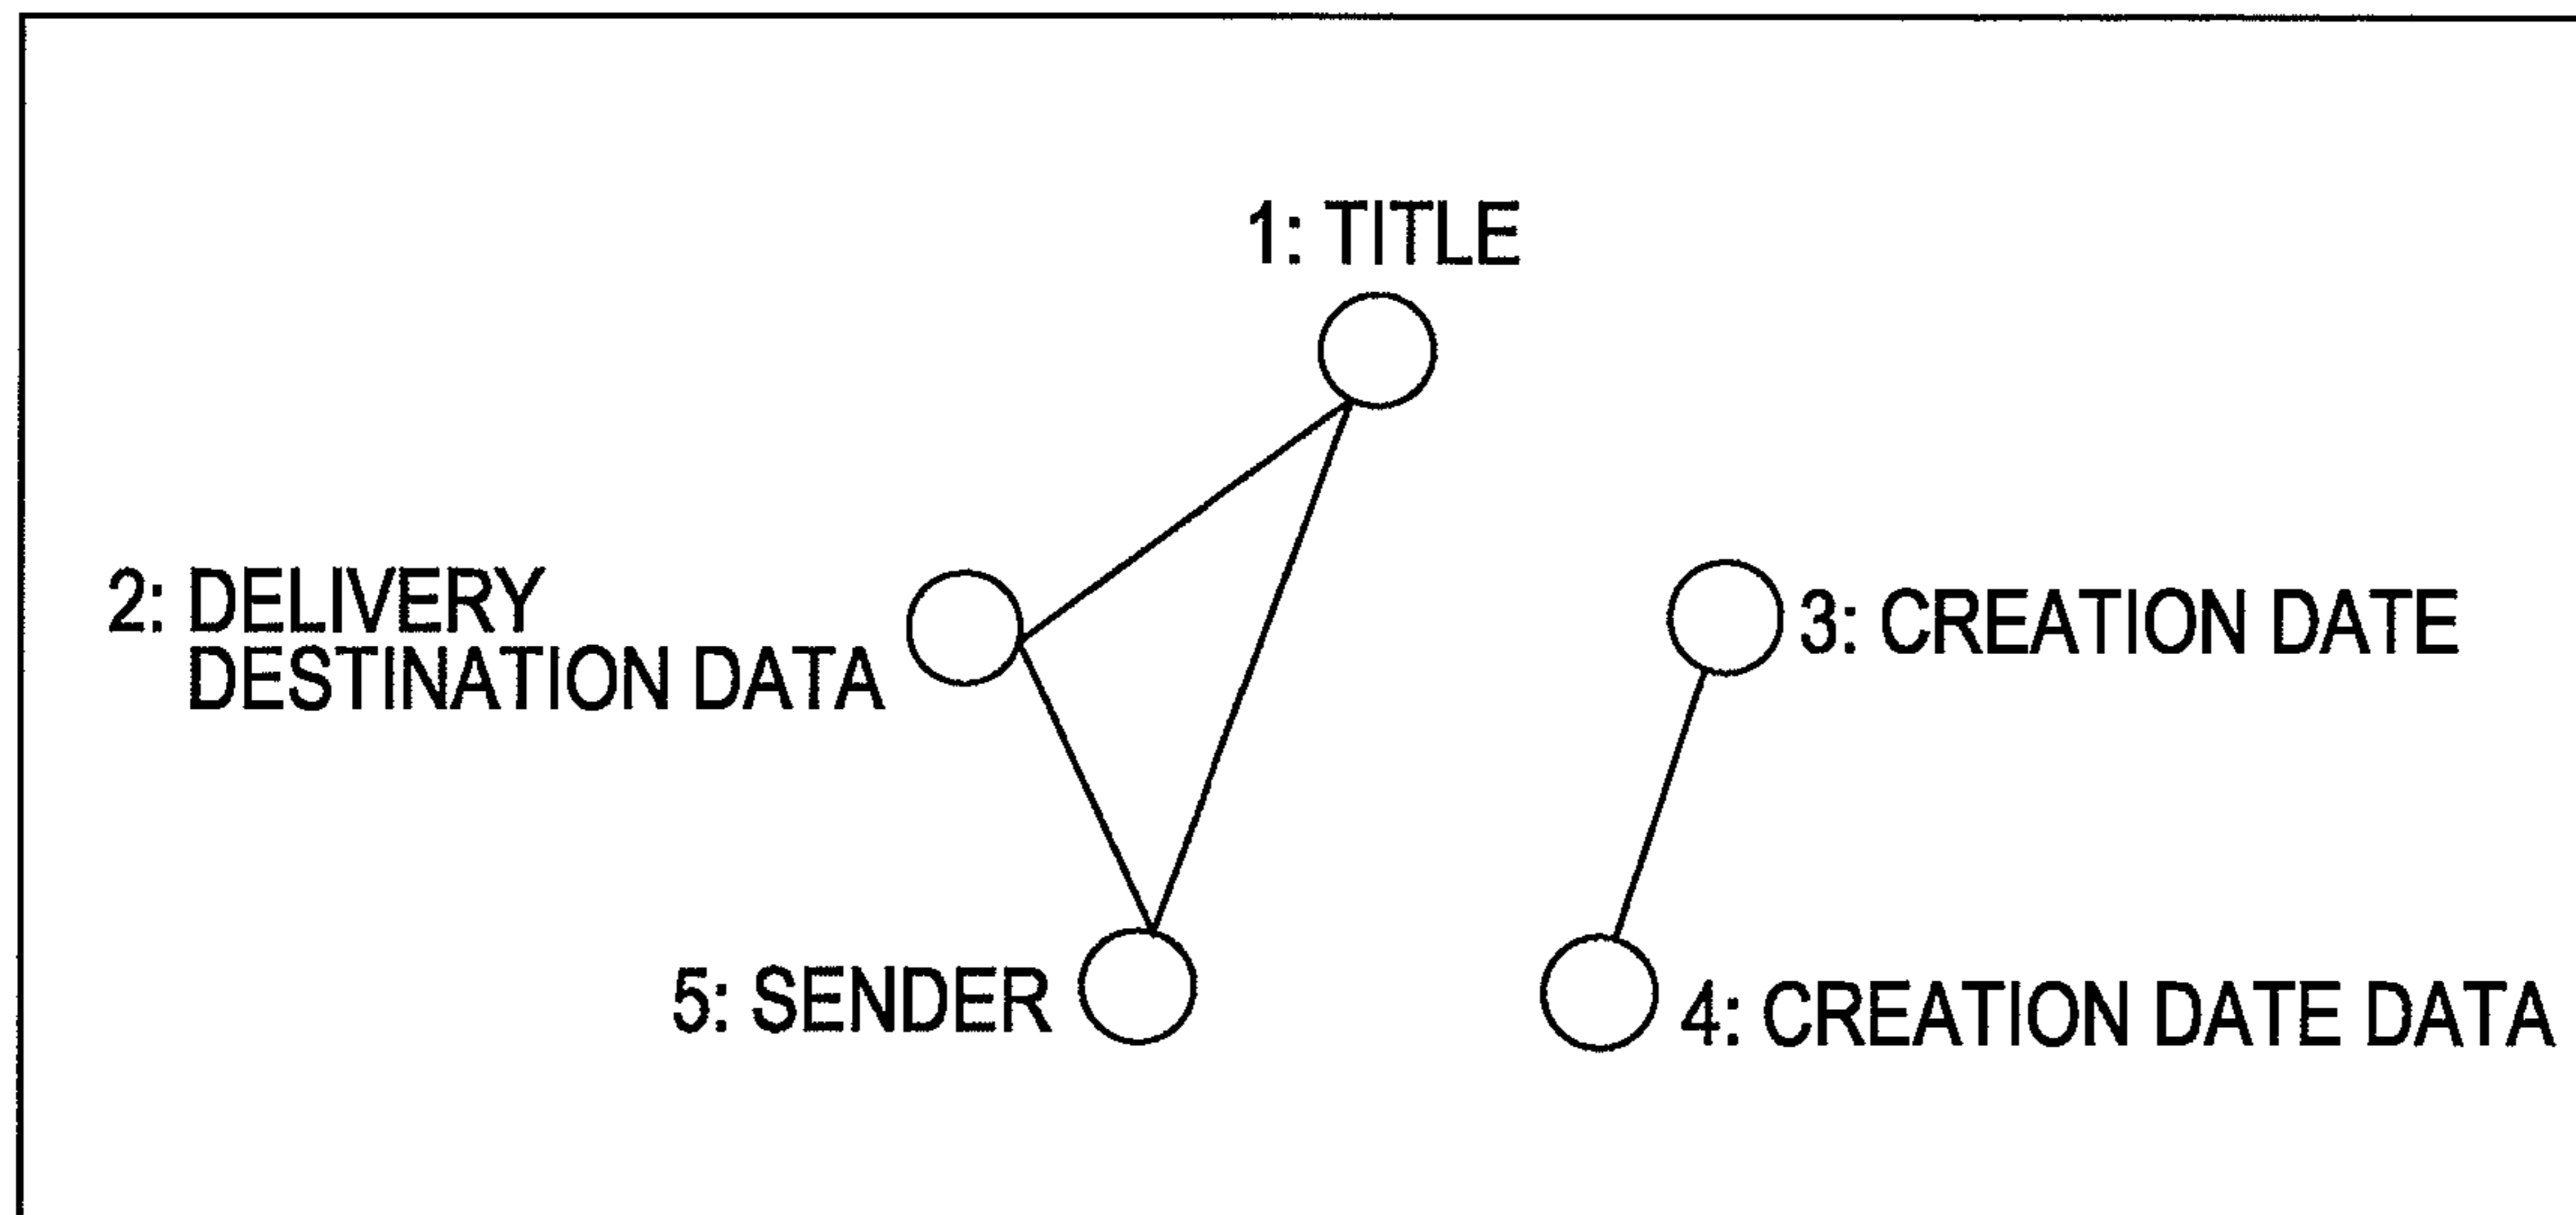 1: TITLE
2: DELIVERY
DESTINATION DATA
3: CREATION DATE
5: SENDER
4: CREATION DATE DATA